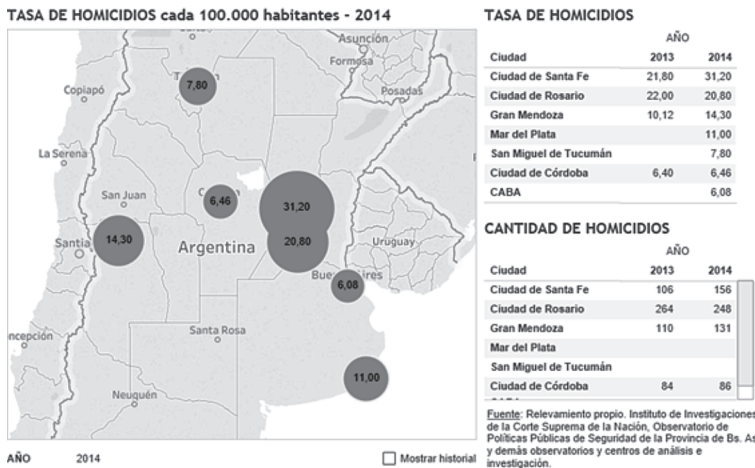 TASA DE HOMICIDIOS cada 100.000 habitantes - 2014
Asunción
Formosa
7,80
Copiapó
Posadas
La Serena
San Juan
6,46
31,20
14,30
Santia
Argentina
20,80
Uruguay
Bue
ires
6,08
Santa Rosa
ncepción
11,00
Neuquén
AÑO 2014
Mostrar historial
TASA DE HOMICIDIOS
AÑO
Ciudad 2013 2014
Ciudad de Santa Fe 21,80 31,20
Ciudad de Rosario 22,00 20,80
Gran Mendoza 10,12 14,30
Mar del Plata 11,00
San Miguel de Tucumán 7,80
Ciudad de Córdoba 6,40 6,46
CABA 6,08
CANTIDAD DE HOMICIDIOS
AÑO
Ciudad 2013 2014
Ciudad de Santa Fe 106 156
Ciudad de Rosario 264 248
Gran Mendoza 110 131
Mar del Plata
San Miguel de Tucumán
Ciudad de Córdoba 84 86
Fuente: Relevamiento propio. Instituto de Investigaciones
de la Corte Suprema de la Nación, Observatorio de
Políticas Públicas de Seguridad de la Provincia de Bs. As
y demás observatorios y centros de análisis e
investigación.